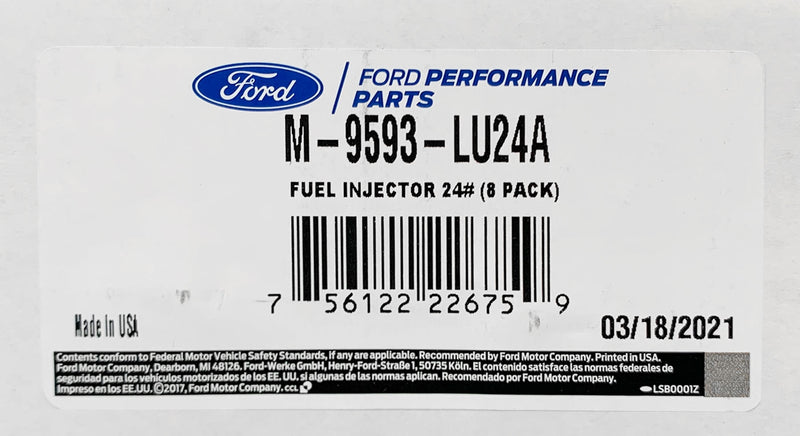 Ford / FORD PERFORMANCE
PARTS
M-9593-LU24A
FUEL INJECTOR 24# (8 PACK)
7 56122 22675 9
Made In USA
03/18/2021
Contents conform to Federal Motor Vehicle Safety Standards, if any are applicable. Recommended by Ford Motor Company. Printed in USA.
Ford Motor Company, Dearborn, MI 48126. Ford-Werke GmbH, Henry-Ford-Straße 1, 50735 Köln. El contenido satisface las normas federales de
seguridad para los vehículos motorizados de los EE. UU. si algunas de las normas aplican. Recomendado por Ford Motor Company.
Impreso en los EE.UU. ©2017, Ford Motor Company. CCL
LSB0001Z